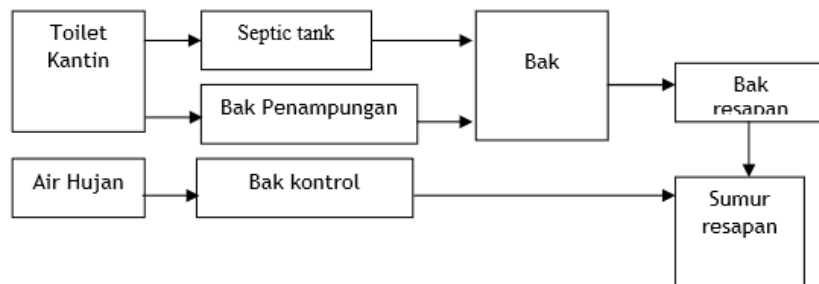 Toilet
Kantin
Septic tank
Bak Penampungan
Bak
Bak
resapan
Air Hujan
Bak kontrol
Sumur
resapan